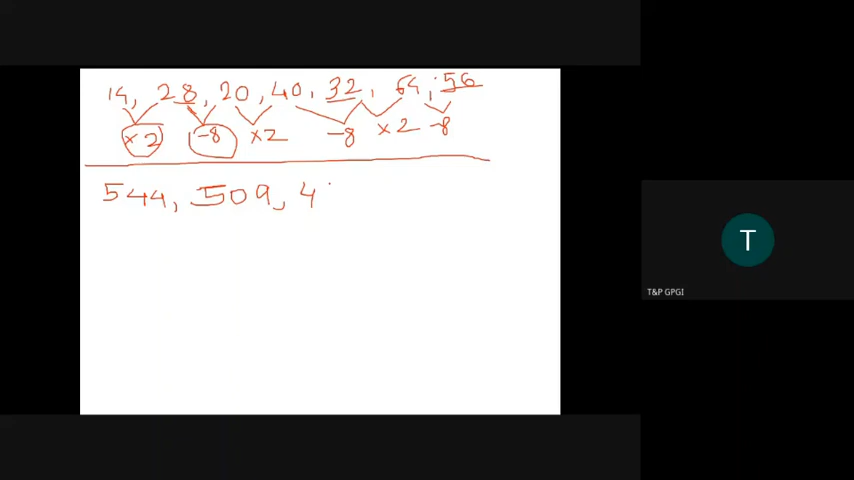 14, 28, 20, 40, 32, 64, 56
×2 -8 ×2 -8 ×2 -8
544, 509, 4
T
T&P GPGI